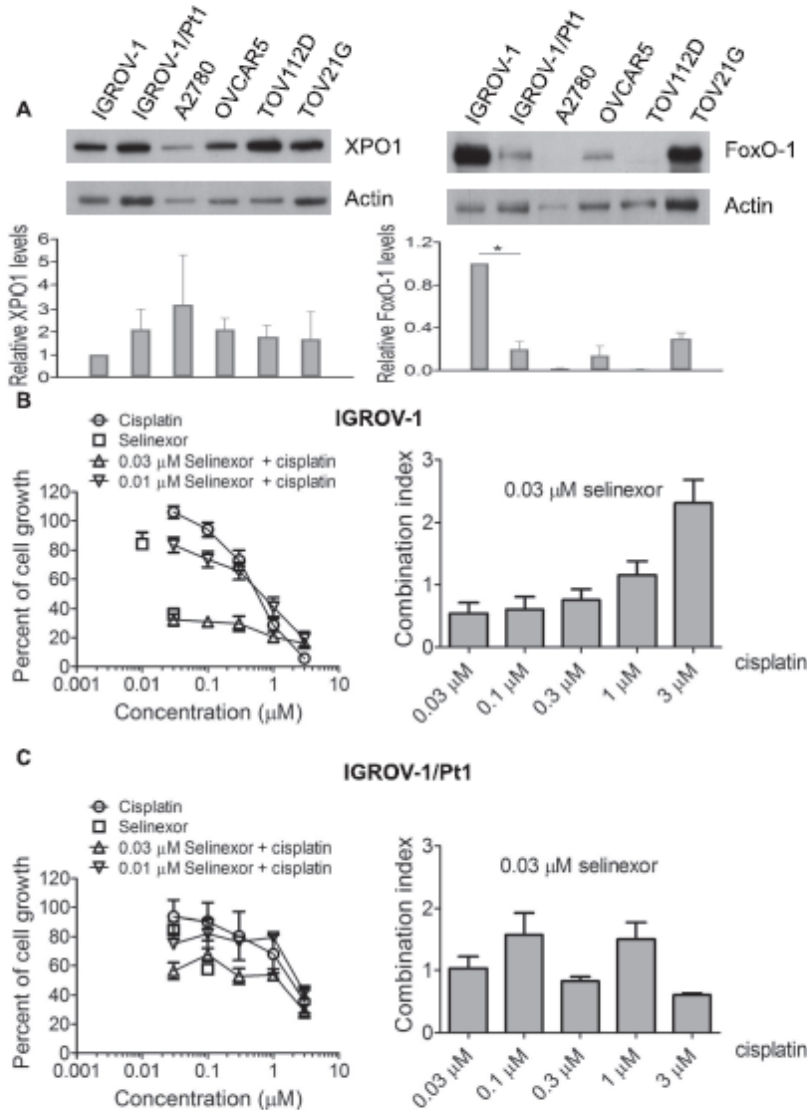 A
IGROV-1
IGROV-1/Pt1
A2780
OVCAR5
TOV112D
TOV21G
XPO1
Actin
Relative XPO1 levels
6
5
4
3
2
1
IGROV-1
IGROV-1/Pt1
A2780
OVCAR5
TOV112D
TOV21G
FoxO-1
Actin
Relative FoxO-1 levels
1.2
0.8
0.4
0.0
*
B
IGROV-1
Cisplatin
Selinexor
0.03 μM Selinexor + cisplatin
0.01 μM Selinexor + cisplatin
Percent of cell growth
120
100
80
60
40
20
0
0.001 0.01 0.1 1 10
Concentration (μM)
Combination index
3
2
1
0
0.03 μM selinexor
0.03 μM 0.1 μM 0.3 μM 1 μM 3 μM
cisplatin
C
IGROV-1/Pt1
Cisplatin
Selinexor
0.03 μM Selinexor + cisplatin
0.01 μM Selinexor + cisplatin
Percent of cell growth
120
100
80
60
40
20
0
0.001 0.01 0.1 1 10
Concentration (μM)
Combination index
3
2
1
0
0.03 μM selinexor
0.03 μM 0.1 μM 0.3 μM 1 μM 3 μM
cisplatin